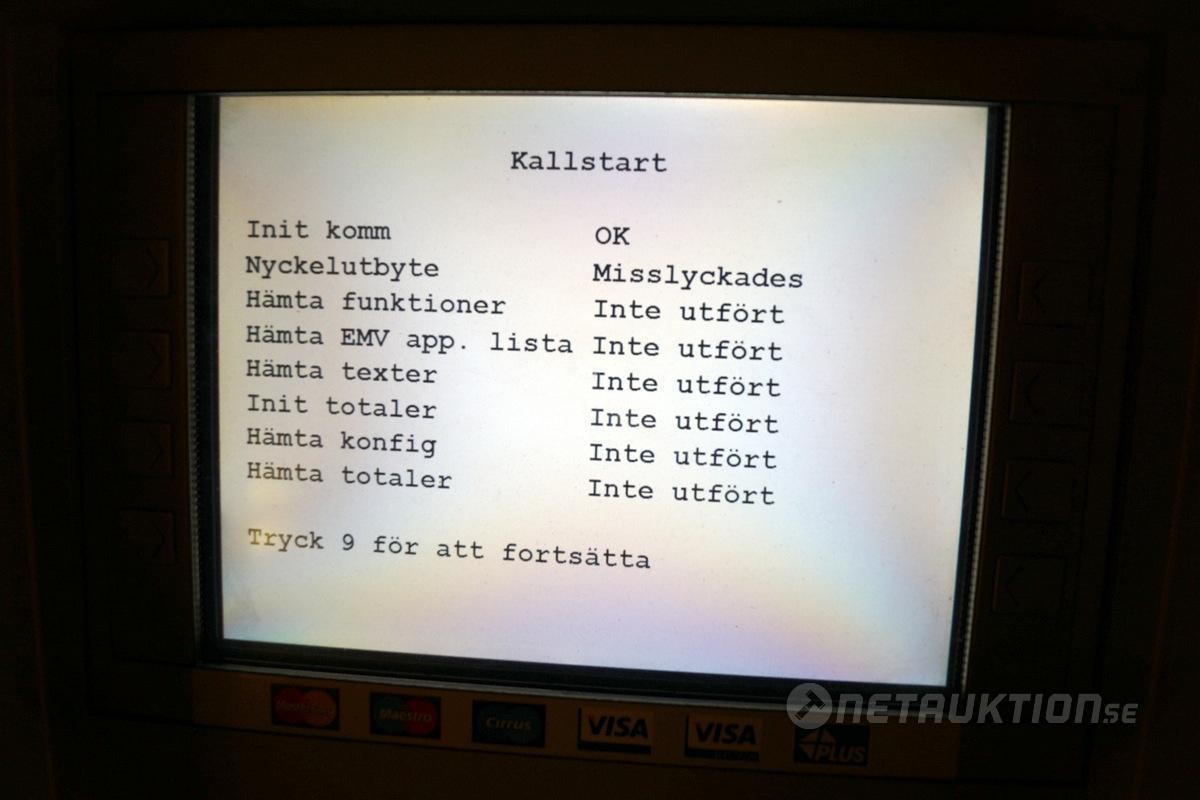 Kallstart
Init komm OK
Nyckelutbyte Misslyckades
Hämta funktioner Inte utfört
Hämta EMV app. lista Inte utfört
Hämta texter Inte utfört
Init totaler Inte utfört
Hämta konfig Inte utfört
Hämta totaler Inte utfört
Tryck 9 för att fortsätta
MasterCard Maestro Cirrus VISA VISA PLUS
NETAUKTION.SE